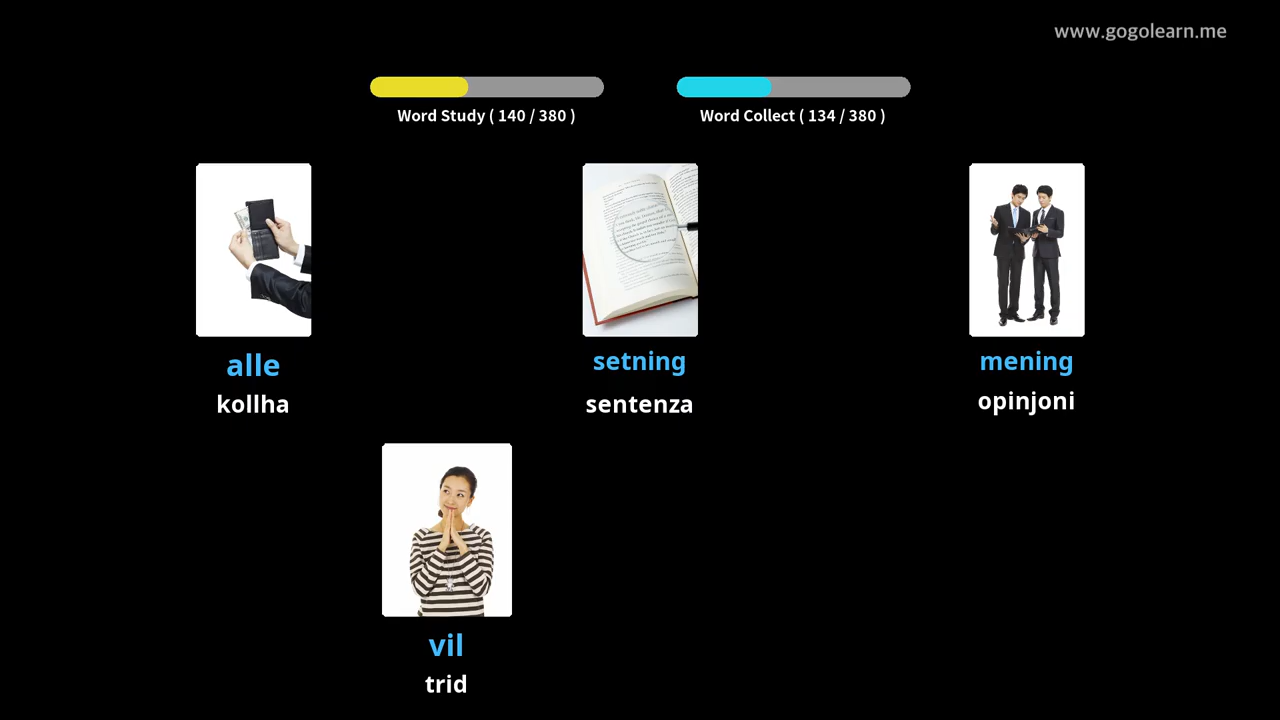 www.gogolearn.me
Word Study ( 140 / 380 )
Word Collect ( 134 / 380 )
alle
kollha
setning
sentenza
mening
opinjoni
vil
trid